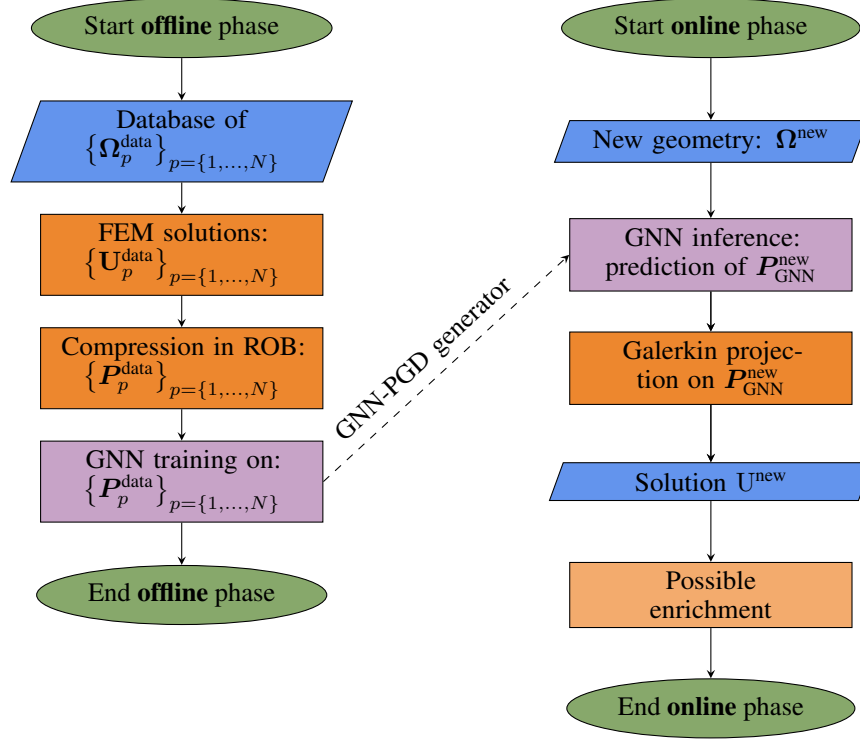 Start offline phase
Database of
{Ω_p^data}_{p={1,...,N}}
FEM solutions:
{U_p^data}_{p={1,...,N}}
Compression in ROB:
{P_p^data}_{p={1,...,N}}
GNN training on:
{P_p^data}_{p={1,...,N}}
End offline phase
GNN-PGD generator
Start online phase
New geometry: Ω^new
GNN inference:
prediction of P_GNN^new
Galerkin projec-
tion on P_GNN^new
Solution U^new
Possible
enrichment
End online phase